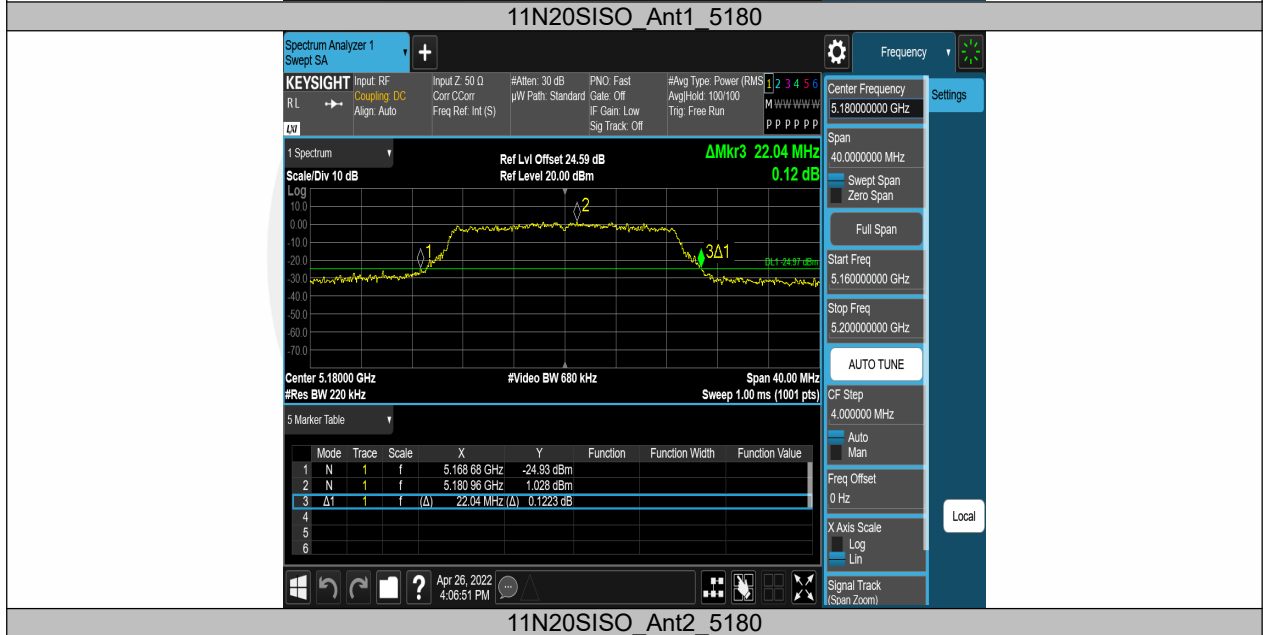 11N20SISO_Ant1_5180
Spectrum Analyzer 1
Swept SA
+
Frequency
KEYSIGHT
RL
LXI
Input: RF
Coupling: DC
Align: Auto
Input Z: 50 Ω
Corr CCorr
Freq Ref: Int (S)
#Atten: 30 dB
µW Path: Standard
PNO: Fast
Gate: Off
IF Gain: Low
Sig Track: Off
#Avg Type: Power (RMS
Avg|Hold: 100/100
Trig: Free Run
1 2 3 4 5 6
M W W W W W
P P P P P P
Center Frequency
5.180000000 GHz
Settings
Span
40.0000000 MHz
Swept Span
Zero Span
Full Span
Start Freq
5.160000000 GHz
Stop Freq
5.200000000 GHz
AUTO TUNE
CF Step
4.000000 MHz
Auto
Man
Freq Offset
0 Hz
X Axis Scale
Log
Lin
Local
Signal Track
(Span Zoom)
1 Spectrum
Ref Lvl Offset 24.59 dB
ΔMkr3 22.04 MHz
Scale/Div 10 dB
Ref Level 20.00 dBm
0.12 dB
Log
10.0
0.00
-10.0
-20.0
-30.0
-40.0
-50.0
-60.0
-70.0
1
2
3Δ1
DL1 -24.97 dBm
Center 5.18000 GHz
#Video BW 680 kHz
Span 40.00 MHz
#Res BW 220 kHz
Sweep 1.00 ms (1001 pts)
5 Marker Table
Mode Trace Scale X Y Function Function Width Function Value
1 N 1 f 5.168 68 GHz -24.93 dBm
2 N 1 f 5.180 96 GHz 1.028 dBm
3 Δ1 1 f (Δ) 22.04 MHz (Δ) 0.1223 dB
4
5
6
?
Apr 26, 2022
4:06:51 PM
11N20SISO_Ant2_5180